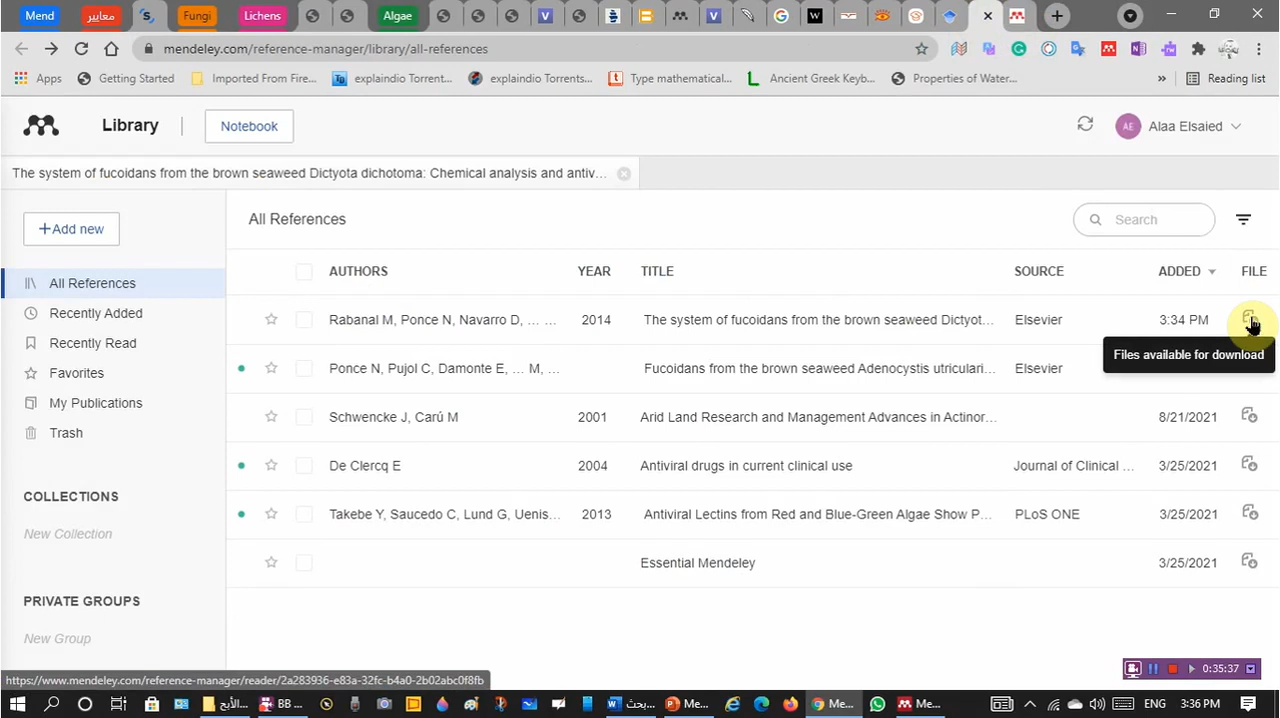 Mend معايير Fungi Lichens Algae
mendeley.com/reference-manager/library/all-references
Apps Getting Started Imported From Fire... explaindio Torrent... explaindio Torrents... Type mathematical... Ancient Greek Keyb... Properties of Water... » Reading list
Library Notebook AE Alaa Elsaied
The system of fucoidans from the brown seaweed Dictyota dichotoma: Chemical analysis and antiv...
+Add new
All References Search
All References
Recently Added
Recently Read
Favorites
My Publications
Trash
COLLECTIONS
New Collection
PRIVATE GROUPS
New Group
AUTHORS YEAR TITLE SOURCE ADDED FILE
Rabanal M, Ponce N, Navarro D, ... ... 2014 The system of fucoidans from the brown seaweed Dictyot... Elsevier 3:34 PM
Files available for download
Ponce N, Pujol C, Damonte E, ... M, ... Fucoidans from the brown seaweed Adenocystis utriculari... Elsevier
Schwencke J, Carú M 2001 Arid Land Research and Management Advances in Actinor... 8/21/2021
De Clercq E 2004 Antiviral drugs in current clinical use Journal of Clinical ... 3/25/2021
Takebe Y, Saucedo C, Lund G, Uenis... 2013 Antiviral Lectins from Red and Blue-Green Algae Show P... PLoS ONE 3/25/2021
Essential Mendeley 3/25/2021
0:35:37
https://www.mendeley.com/reference-manager/reader/2a283936-e83a-32fc-b4a0-2b02abc0f8fb
BB ... Me... Me... Me... ENG 3:36 PM